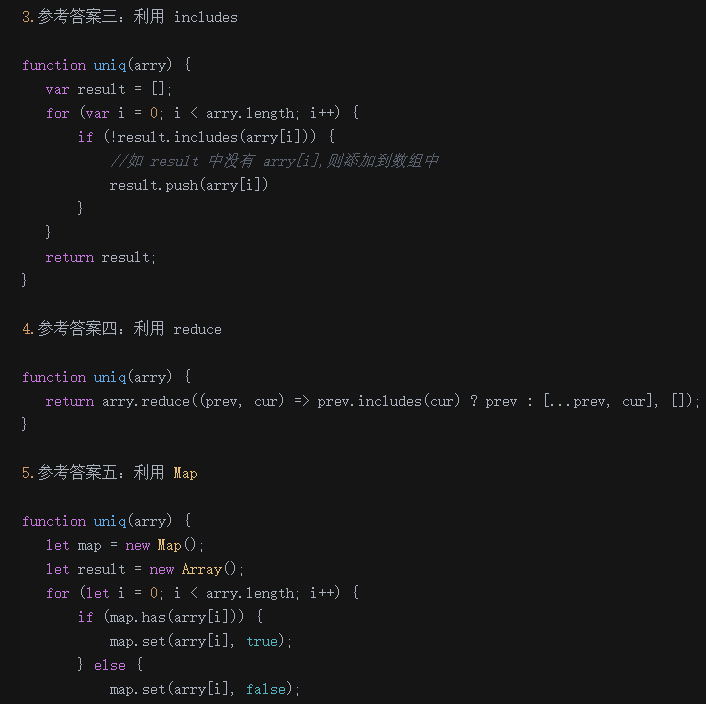 3.参考答案三：利用 includes
function uniq(arry) {
   var result = [];
   for (var i = 0; i < arry.length; i++) {
       if (!result.includes(arry[i])) {
           //如 result 中没有 arry[i],则添加到数组中
           result.push(arry[i])
       }
   }
   return result;
}
4.参考答案四：利用 reduce
function uniq(arry) {
   return arry.reduce((prev, cur) => prev.includes(cur) ? prev : [...prev, cur], []);
}
5.参考答案五：利用 Map
function uniq(arry) {
   let map = new Map();
   let result = new Array();
   for (let i = 0; i < arry.length; i++) {
       if (map.has(arry[i])) {
           map.set(arry[i], true);
       } else {
           map.set(arry[i], false);